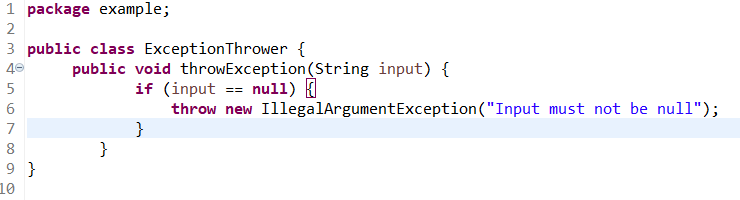 1 package example;
2
3 public class ExceptionThrower {
4     public void throwException(String input) {
5         if (input == null) {
6             throw new IllegalArgumentException("Input must not be null");
7         }
8     }
9 }
10